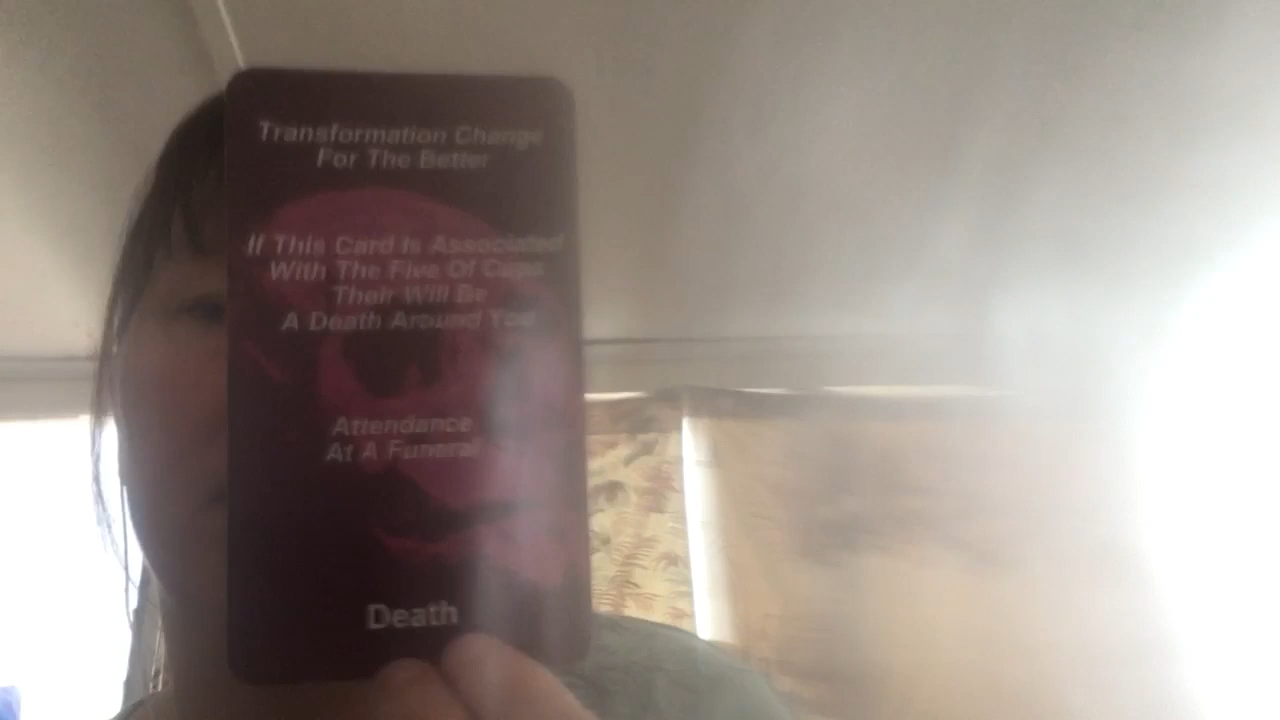 Transformation Change
For The Better
If This Card Is Associated
With The Five Of Cups
Their Will Be
A Death Around You
Attendance
At A Funeral
Death